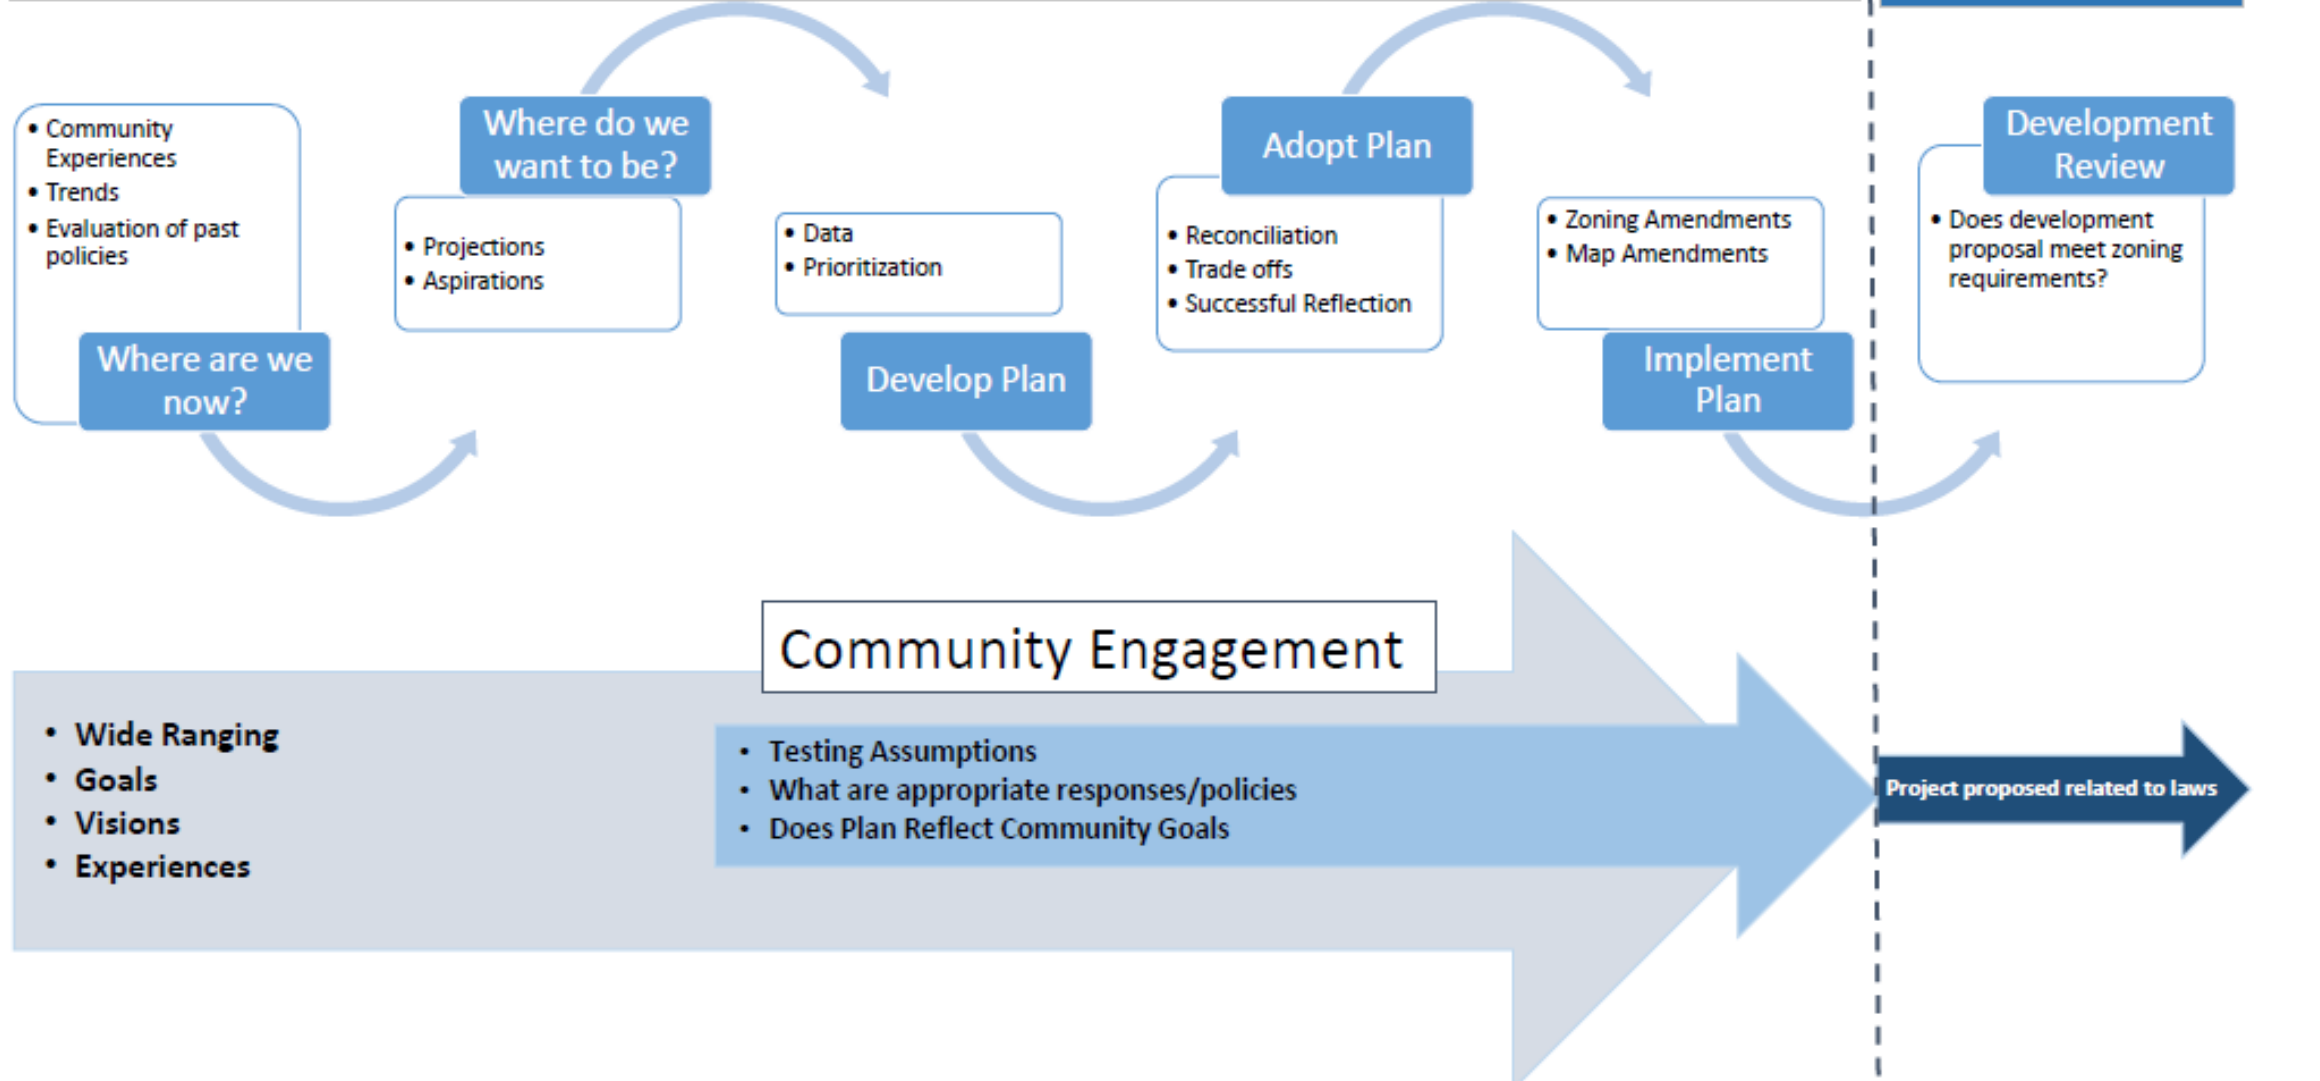 • Community
Experiences
• Trends
• Evaluation of past
policies
Where are we
now?
Where do we
want to be?
• Projections
• Aspirations
• Data
• Prioritization
Develop Plan
Adopt Plan
• Reconciliation
• Trade offs
• Successful Reflection
• Zoning Amendments
• Map Amendments
Implement
Plan
Development
Review
• Does development
proposal meet zoning
requirements?
Community Engagement
• Wide Ranging
• Goals
• Visions
• Experiences
• Testing Assumptions
• What are appropriate responses/policies
• Does Plan Reflect Community Goals
Project proposed related to laws